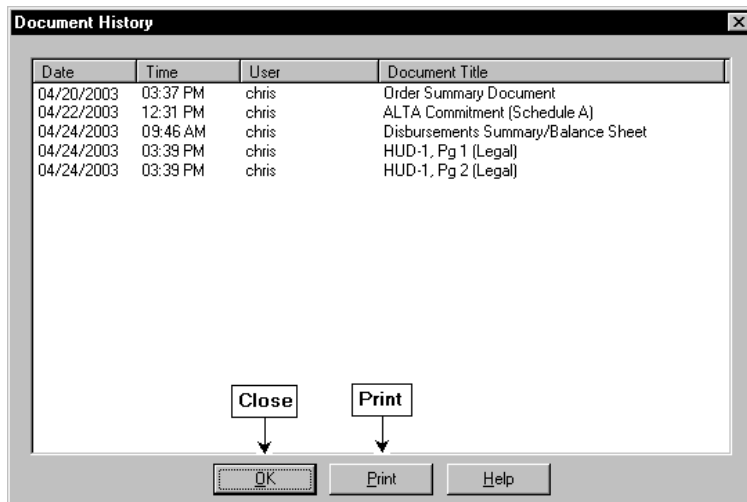 Document History
Date Time User Document Title
04/20/2003 03:37 PM chris Order Summary Document
04/22/2003 12:31 PM chris ALTA Commitment (Schedule A)
04/24/2003 09:46 AM chris Disbursements Summary/Balance Sheet
04/24/2003 03:39 PM chris HUD-1, Pg 1 (Legal)
04/24/2003 03:39 PM chris HUD-1, Pg 2 (Legal)
Close Print
OK Print Help